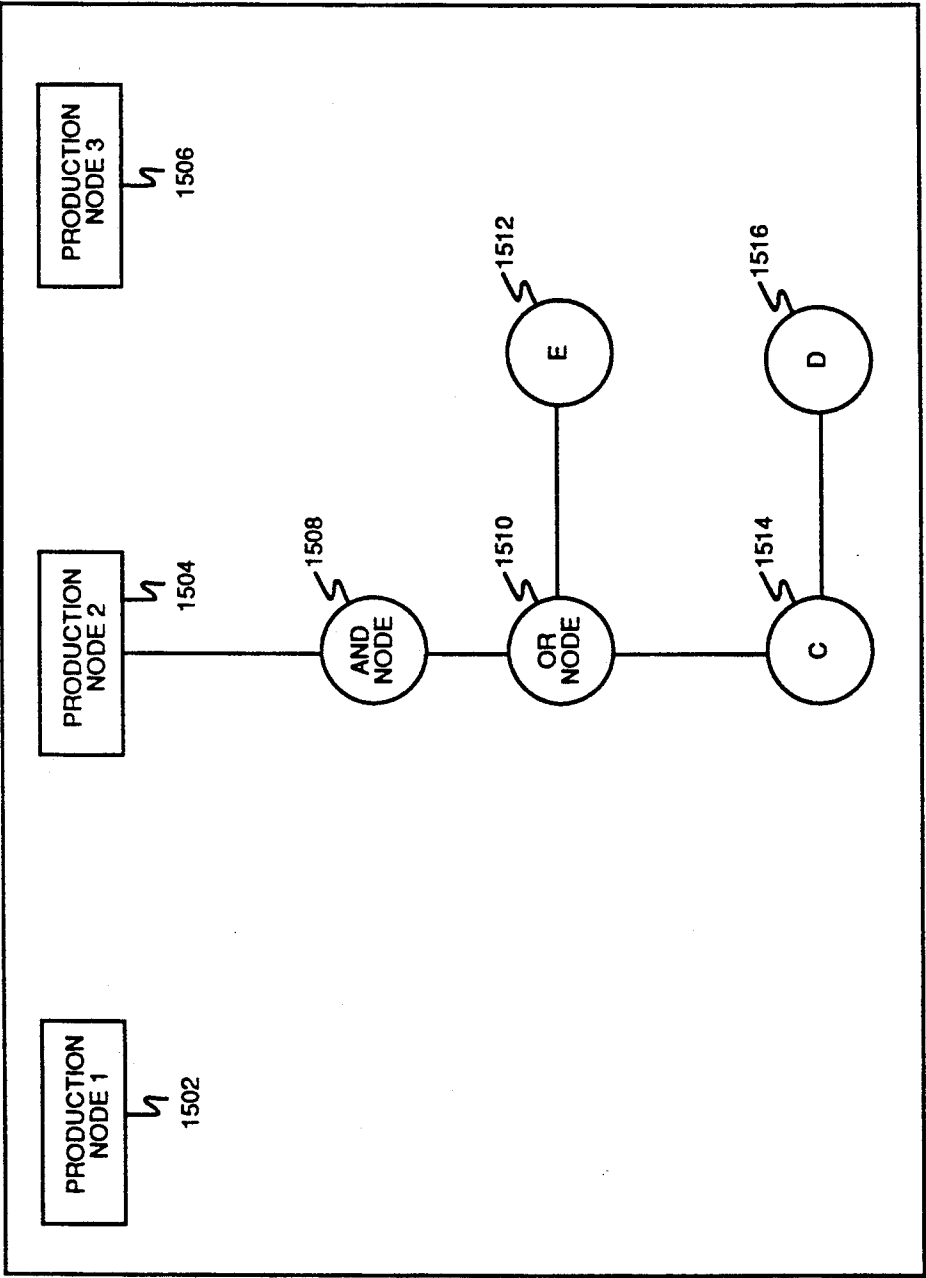 PRODUCTION
NODE 1
1502
PRODUCTION
NODE 2
1504
PRODUCTION
NODE 3
1506
AND
NODE
1508
OR
NODE
1510
E
1512
C
1514
D
1516